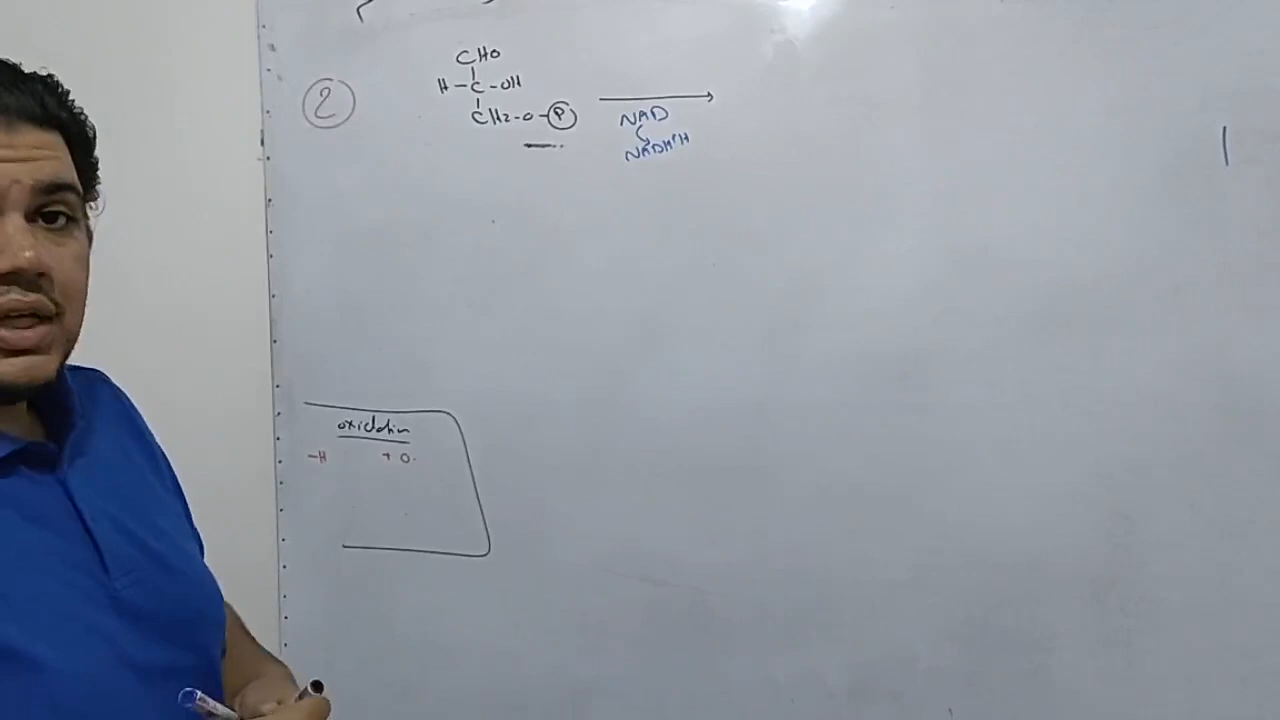 2
CHO
H-C-OH
CH2-O-P
NAD
NADH+H
oxidation
-H +O